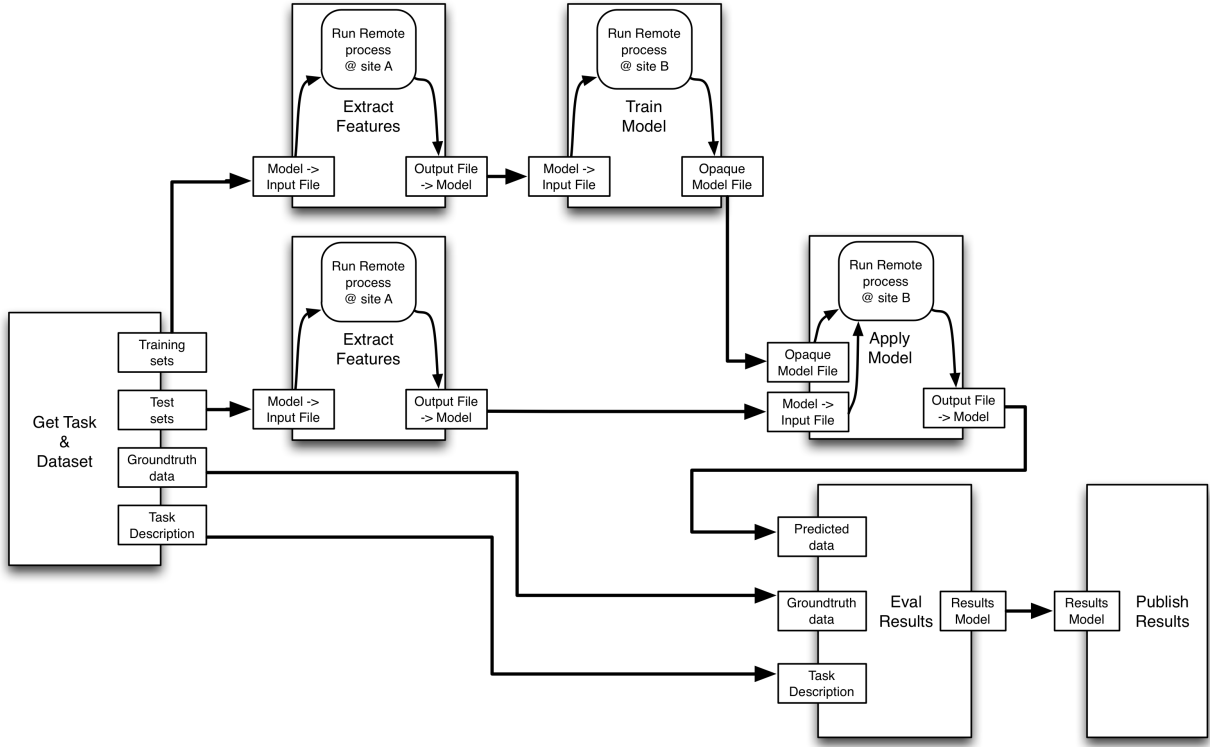 Run Remote
process
@ site A
Extract
Features
Model ->
Input File
Output File
-> Model
Run Remote
process
@ site B
Train
Model
Model ->
Input File
Opaque
Model File
Run Remote
process
@ site A
Extract
Features
Model ->
Input File
Output File
-> Model
Run Remote
process
@ site B
Apply
Model
Opaque
Model File
Model ->
Input File
Output File
-> Model
Get Task
&
Dataset
Training
sets
Test
sets
Groundtruth
data
Task
Description
Predicted
data
Groundtruth
data
Task
Description
Eval
Results
Results
Model
Results
Model
Publish
Results